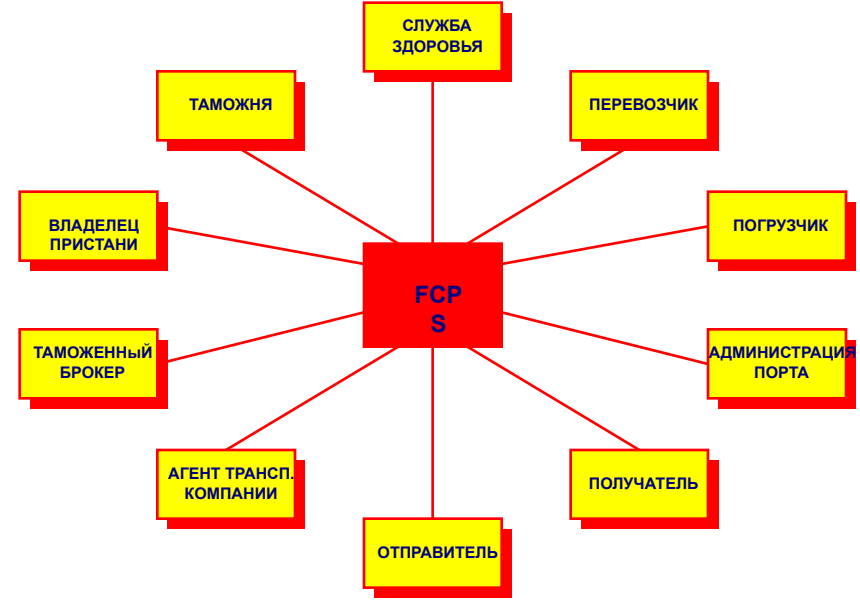 СЛУЖБА
ЗДОРОВЬЯ
ТАМОЖНЯ
ПЕРЕВОЗЧИК
ВЛАДЕЛЕЦ
ПРИСТАНИ
ПОГРУЗЧИК
FCP
S
ТАМОЖЕННыЙ
БРОКЕР
АДМИНИСТРАЦИЯ
ПОРТА
АГЕНТ ТРАНСП.
КОМПАНИИ
ПОЛУЧАТЕЛЬ
ОТПРАВИТЕЛЬ